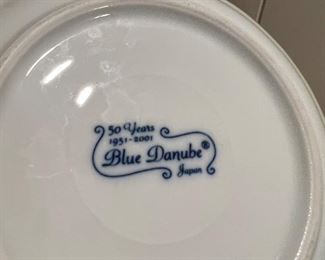 50 Years
1951-2001
Blue Danube®
Japan